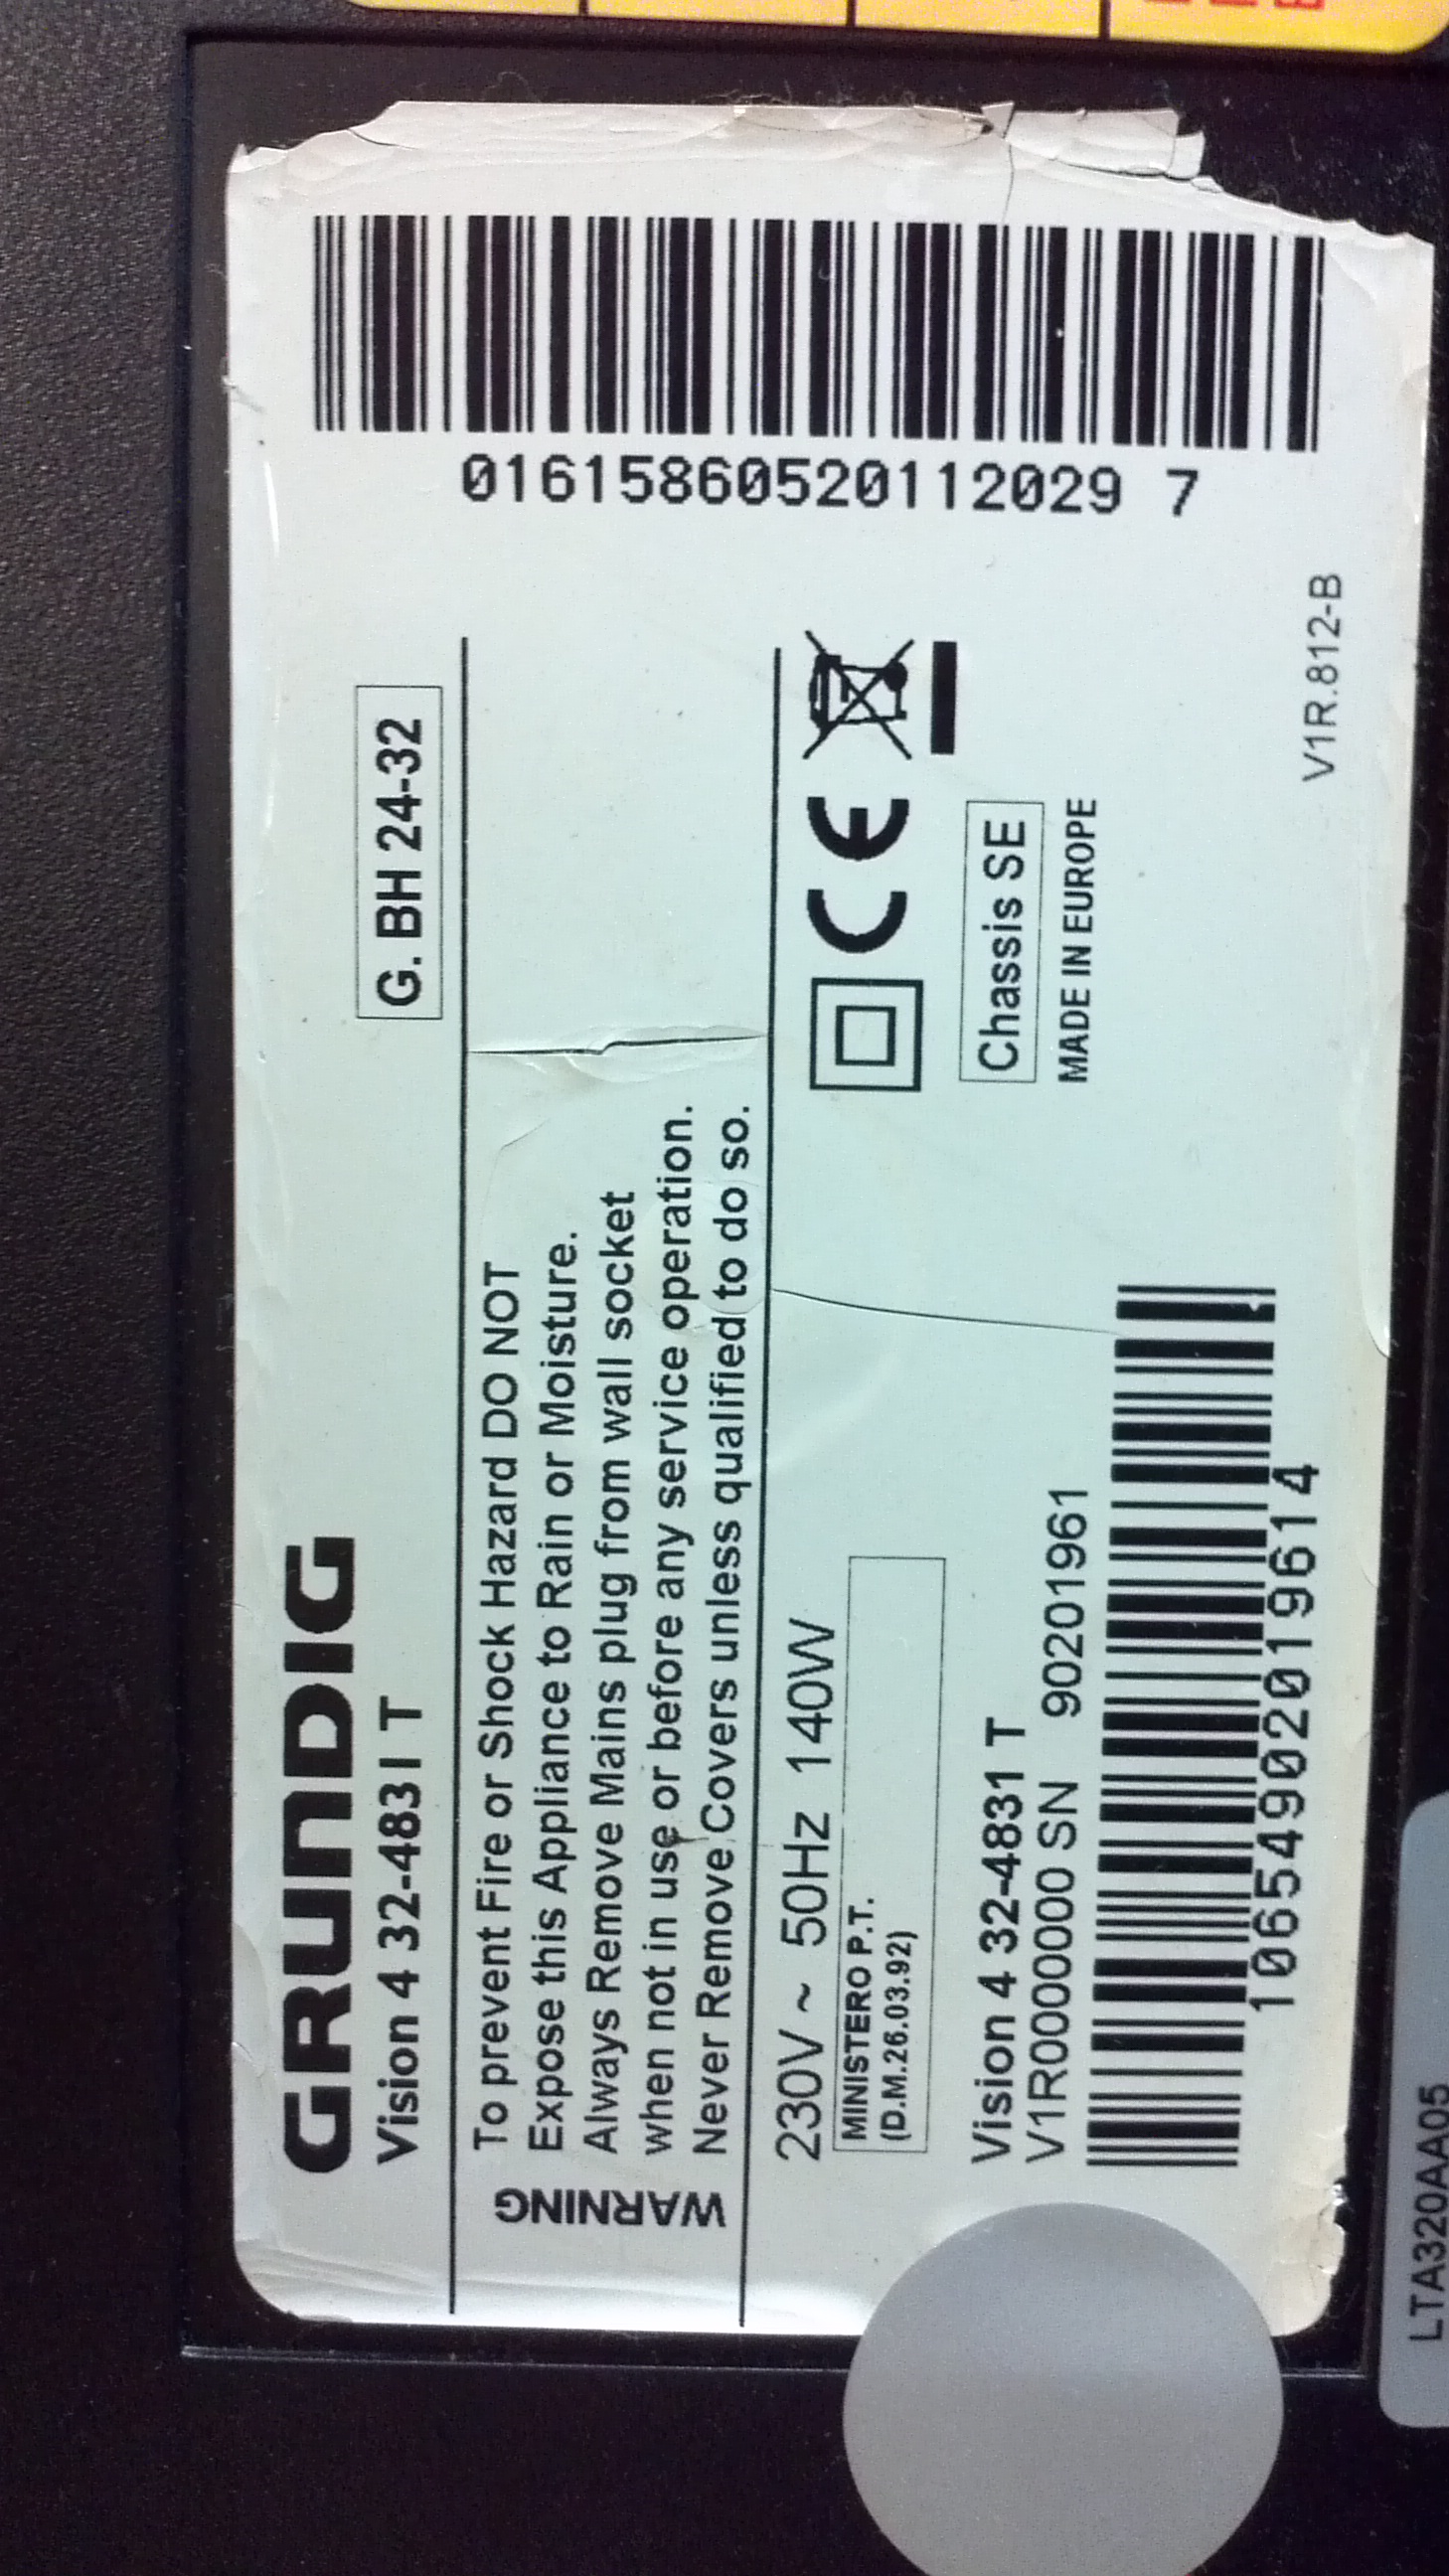 GRUNDIG
Vision 4 32-4831 T
G. BH 24-32
WARNING
To prevent Fire or Shock Hazard DO NOT
Expose this Appliance to Rain or Moisture.
Always Remove Mains plug from wall socket
when not in use or before any service operation.
Never Remove Covers unless qualified to do so.
230V ~ 50Hz 140W
MINISTERO P.T.
(D.M.26.03.92)
Vision 4 32-4831 T
V1R000000 SN 90201961
10654902019614
Chassis SE
MADE IN EUROPE
V1R.812-B
01615860520112029 7
LTA320AA05